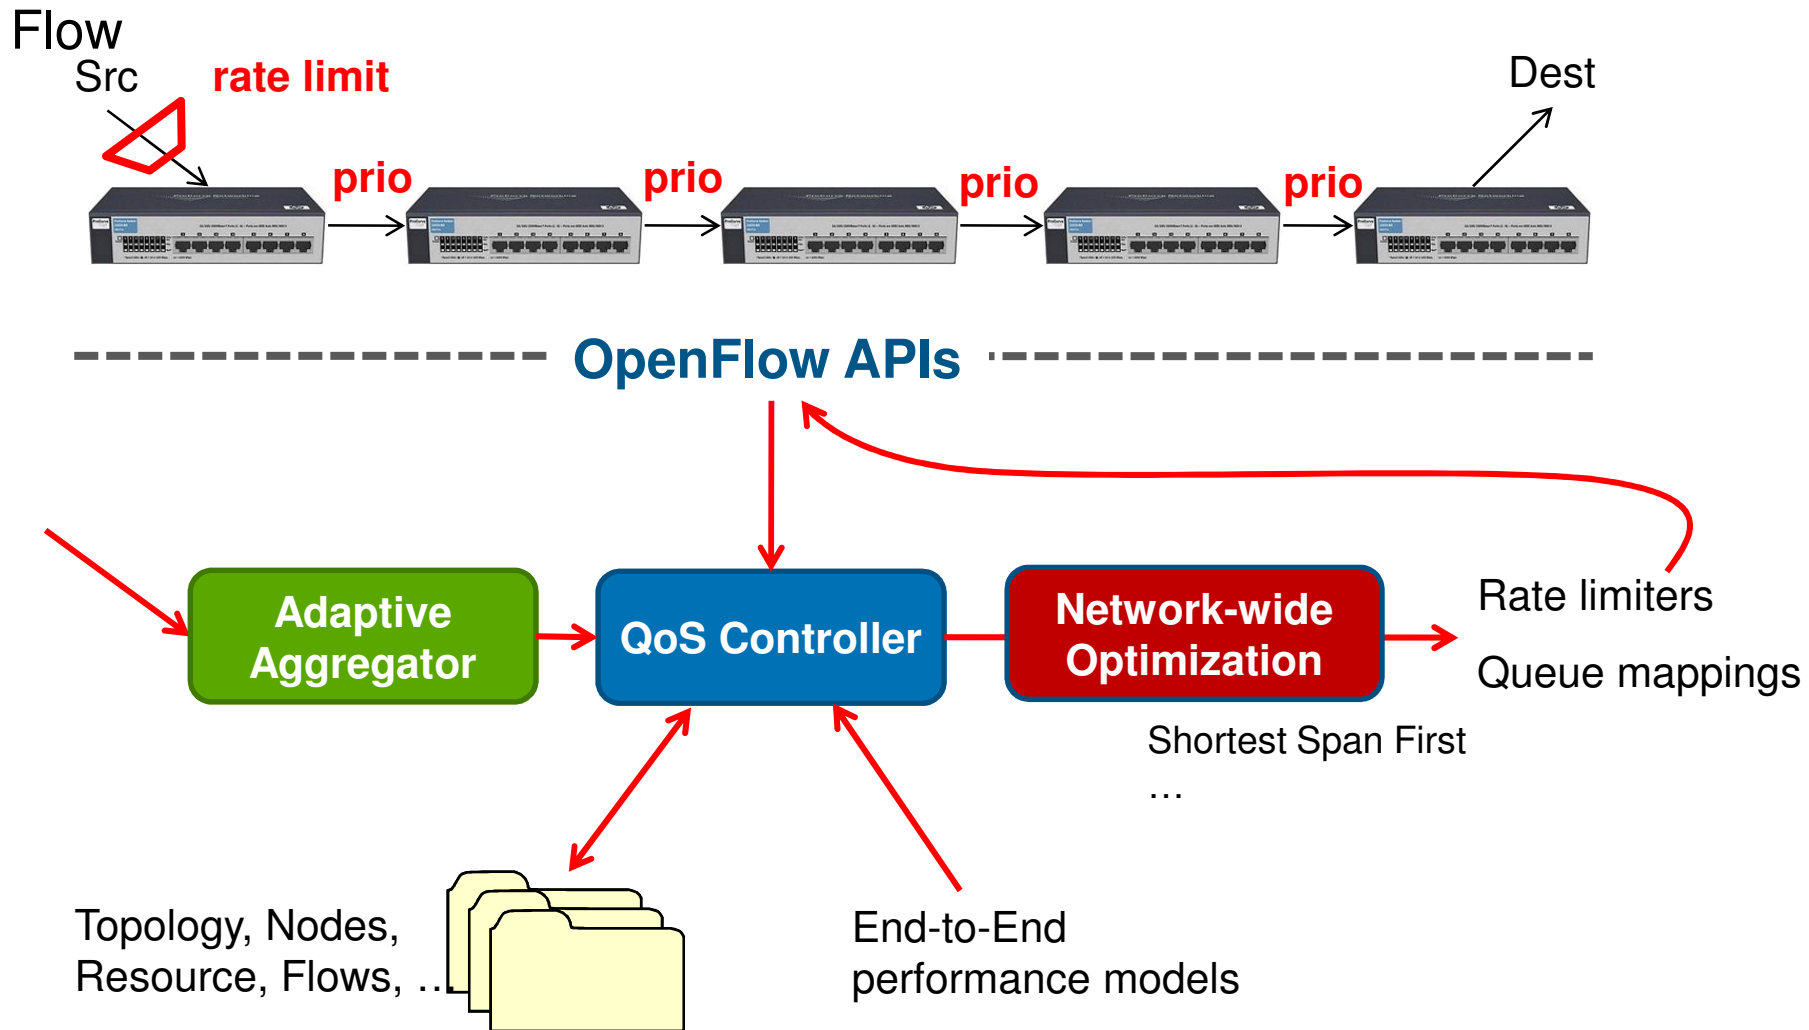 Flow
Src
rate limit
Dest
prio
prio
prio
prio
OpenFlow APIs
Adaptive
Aggregator
QoS Controller
Network-wide
Optimization
Rate limiters
Queue mappings
Shortest Span First
…
Topology, Nodes,
Resource, Flows, …
End-to-End
performance models